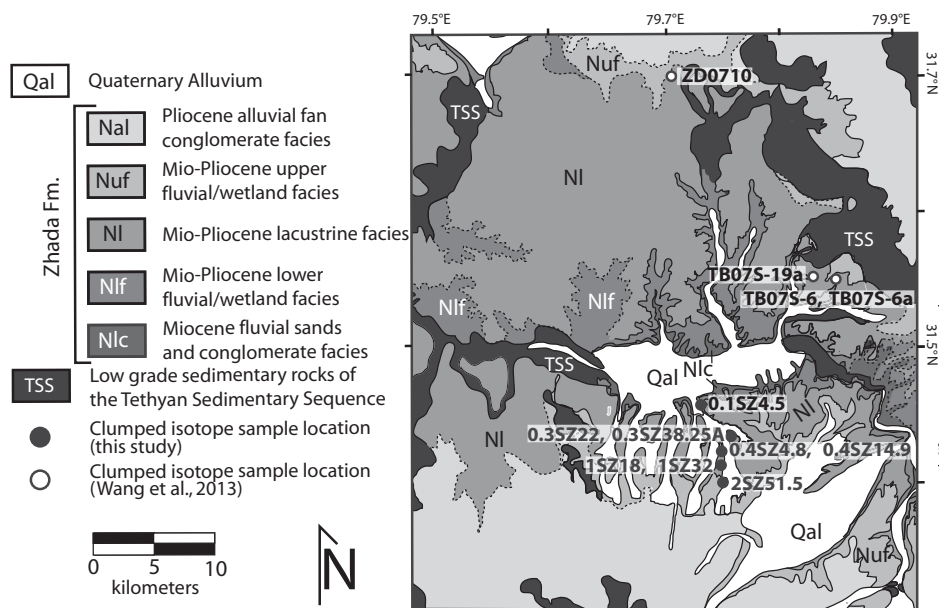 79.5°E
79.7°E
79.9°E
Qal
Quaternary Alluvium
Zhada Fm.
Nal
Pliocene alluvial fan
conglomerate facies
Nuf
Mio-Pliocene upper
fluvial/wetland facies
Nl
Mio-Pliocene lacustrine facies
Nlf
Mio-Pliocene lower
fluvial/wetland facies
Nlc
Miocene fluvial sands
and conglomerate facies
TSS
Low grade sedimentary rocks of
the Tethyan Sedimentary Sequence
Clumped isotope sample location
(this study)
Clumped isotope sample location
(Wang et al., 2013)
0 5 10
kilometers
N
Nuf
ZD0710
31.7°N
TSS
Nl
TSS
TB07S-19a
TB07S-6, TB07S-6a
Nlf
Nlf
31.5°N
TSS
Qal
Nlc
0.1SZ4.5
Nl
Nl
0.3SZ22, 0.3SZ38.25A
0.4SZ4.8, 0.4SZ14.9
1SZ18, 1SZ32
2SZ51.5
Qal
Nuf